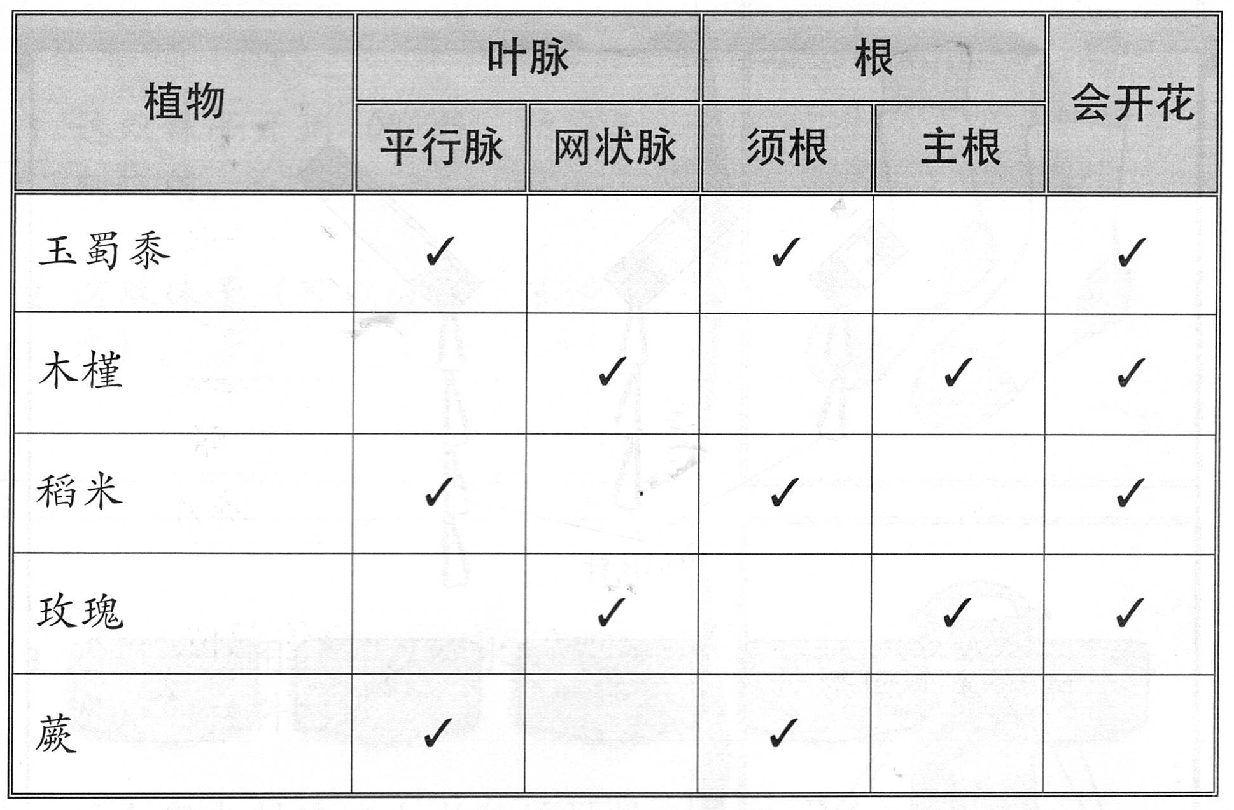 植物 叶脉 根 会开花
平行脉 网状脉 须根 主根
玉蜀黍 ✓ ✓ ✓
木槿 ✓ ✓ ✓
稻米 ✓ ✓ ✓
玫瑰 ✓ ✓ ✓
蕨 ✓ ✓